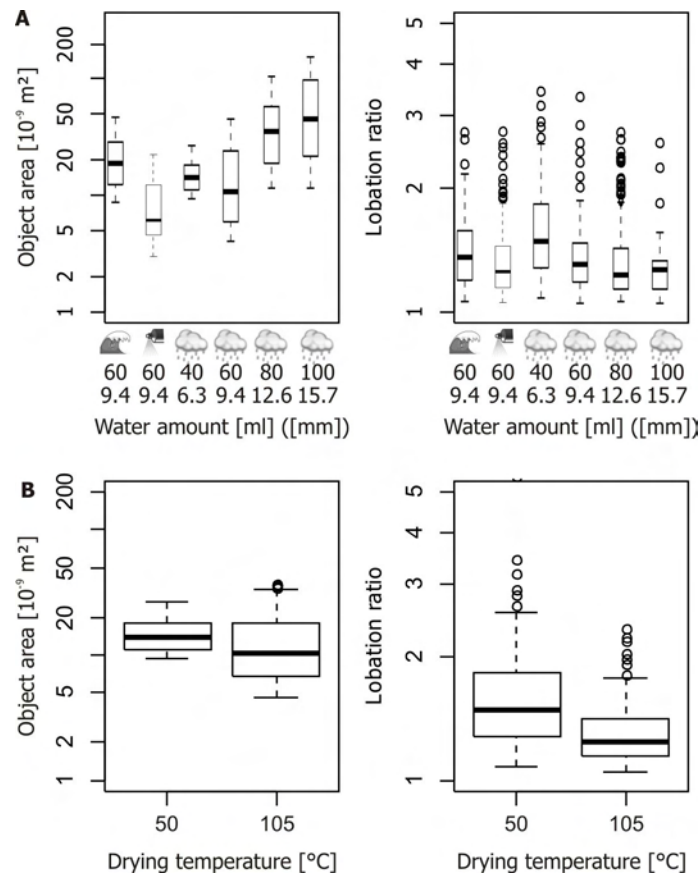 A
Object area [10⁻⁹ m²]
200
50
20
10
5
2
1
60 60 40 60 80 100
9.4 9.4 6.3 9.4 12.6 15.7
Water amount [ml] ([mm])
Lobation ratio
5
4
3
2
1
60 60 40 60 80 100
9.4 9.4 6.3 9.4 12.6 15.7
Water amount [ml] ([mm])
B
Object area [10⁻⁹ m²]
200
50
20
10
5
2
1
50 105
Drying temperature [°C]
Lobation ratio
5
4
3
2
1
50 105
Drying temperature [°C]